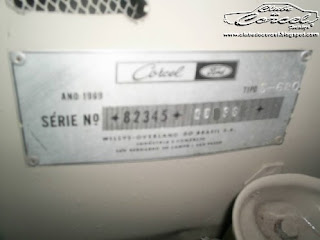 Clube do Corcel
www.clubedocorcel.blogspot.com
Corcel Ford
ANO 1969 TIPO
SÉRIE Nº 82345
WILLYS-OVERLAND DO BRASIL S.A.
INDÚSTRIA E COMÉRCIO
SÃO BERNARDO DO CAMPO - SÃO PAULO